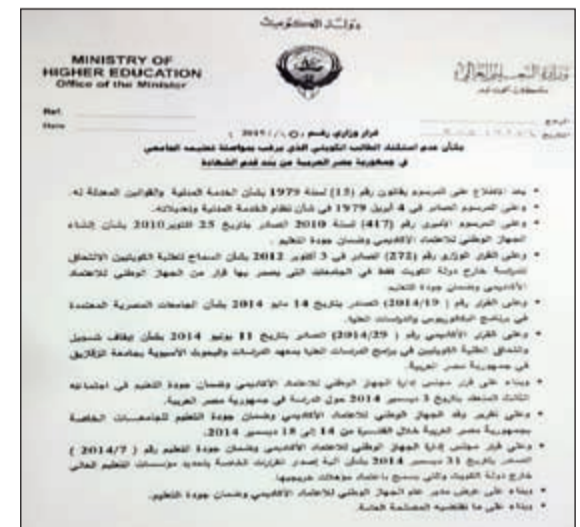 دولة الكويت
MINISTRY OF
HIGHER EDUCATION
Office of the Minister
وزارة التعليم العالي
Ref.
Date
المرجع
التاريخ
قرار وزاري رقم ( / 2015 )
بشأن عدم استثناء الطالب الكويتي الذي يرغب بمواصلة تعليمه الجامعي
في جمهورية مصر العربية من بند قدم الشهادة
• بعد الاطلاع على المرسوم بقانون رقم (15) لسنة 1979 بشأن الخدمة المدنية والقوانين المعدلة له.
• وعلى المرسوم الصادر في 4 أبريل 1979 في شأن نظام الخدمة المدنية وتعديلاته.
• وعلى المرسوم الأميري رقم (417) لسنة 2010 الصادر بتاريخ 25 أكتوبر 2010 بشأن إنشاء
الجهاز الوطني للاعتماد الأكاديمي وضمان جودة التعليم.
• وعلى القرار الوزاري رقم (272) الصادر في 3 أكتوبر 2012 بشأن السماح للطلبة الكويتيين الالتحاق
للدراسة خارج دولة الكويت فقط في الجامعات التي يصدر بها قرار من الجهاز الوطني للاعتماد
الأكاديمي وضمان جودة التعليم.
• وعلى القرار رقم (2014/19) الصادر بتاريخ 14 مايو 2014 بشأن الجامعات المصرية المعتمدة
في برنامج البكالوريوس والدراسات العليا.
• وعلى القرار الأكاديمي رقم (2014/29) الصادر بتاريخ 11 يونيو 2014 بشأن إيقاف تسجيل
والتحاق الطلبة الكويتيين في برامج الدراسات العليا بمعهد الدراسات والبحوث الآسيوية بجامعة الزقازيق
في جمهورية مصر العربية.
• وبناء على قرار مجلس إدارة الجهاز الوطني للاعتماد الأكاديمي وضمان جودة التعليم في اجتماعه
الثالث المنعقد بتاريخ 3 ديسمبر 2014 حول الدراسة في جمهورية مصر العربية.
• وعلى تقرير وفد الجهاز الوطني للاعتماد الأكاديمي وضمان جودة التعليم للجامعات الخاصة
بجمهورية مصر العربية خلال الفترة من 14 إلى 18 ديسمبر 2014.
• وعلى قرار مجلس إدارة الجهاز الوطني للاعتماد الأكاديمي وضمان جودة التعليم رقم (2014/7)
الصادر بتاريخ 31 ديسمبر 2014 بشأن آلية إصدار القرارات الخاصة بتحديد مؤسسات التعليم العالي
خارج دولة الكويت والتي يسمح باعتماد مؤهلات خريجيها.
• وبناء على عرض مدير عام الجهاز الوطني للاعتماد الأكاديمي وضمان جودة التعليم.
• وبناء على ما تقتضيه المصلحة العامة.